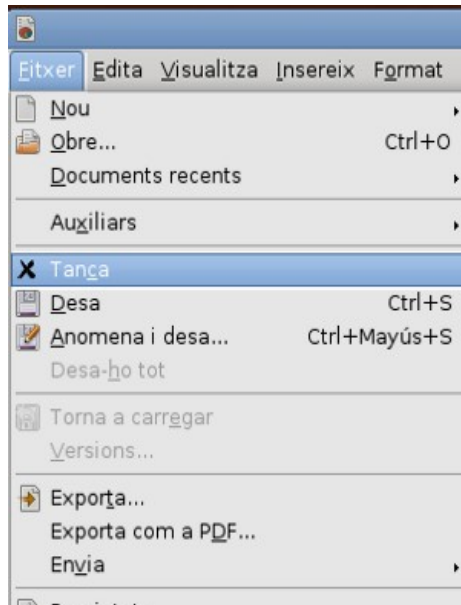 Fitxer Edita Visualitza Insereix Format
Nou
Obre... Ctrl+O
Documents recents
Auxiliars
Tanca
Desa Ctrl+S
Anomena i desa... Ctrl+Mayús+S
Desa-ho tot
Torna a carregar
Versions...
Exporta...
Exporta com a PDF...
Envia